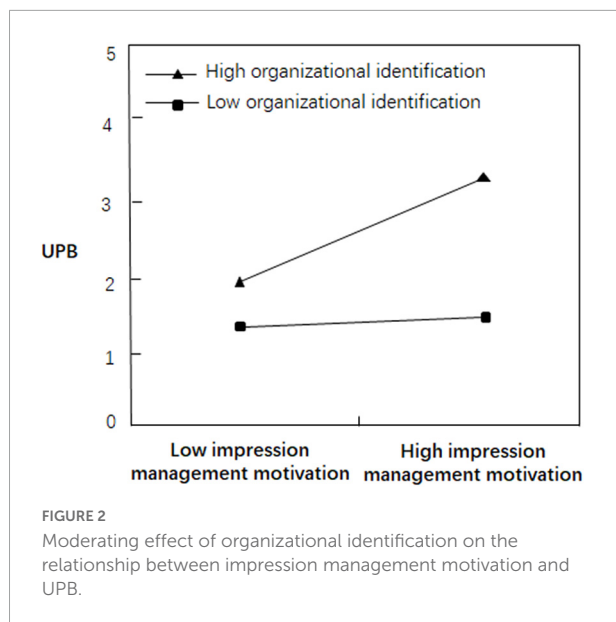 5
High organizational identification
Low organizational identification
4
3
UPB
2
1
0
Low impression
management motivation
High impression
management motivation
FIGURE 2
Moderating effect of organizational identification on the
relationship between impression management motivation and
UPB.